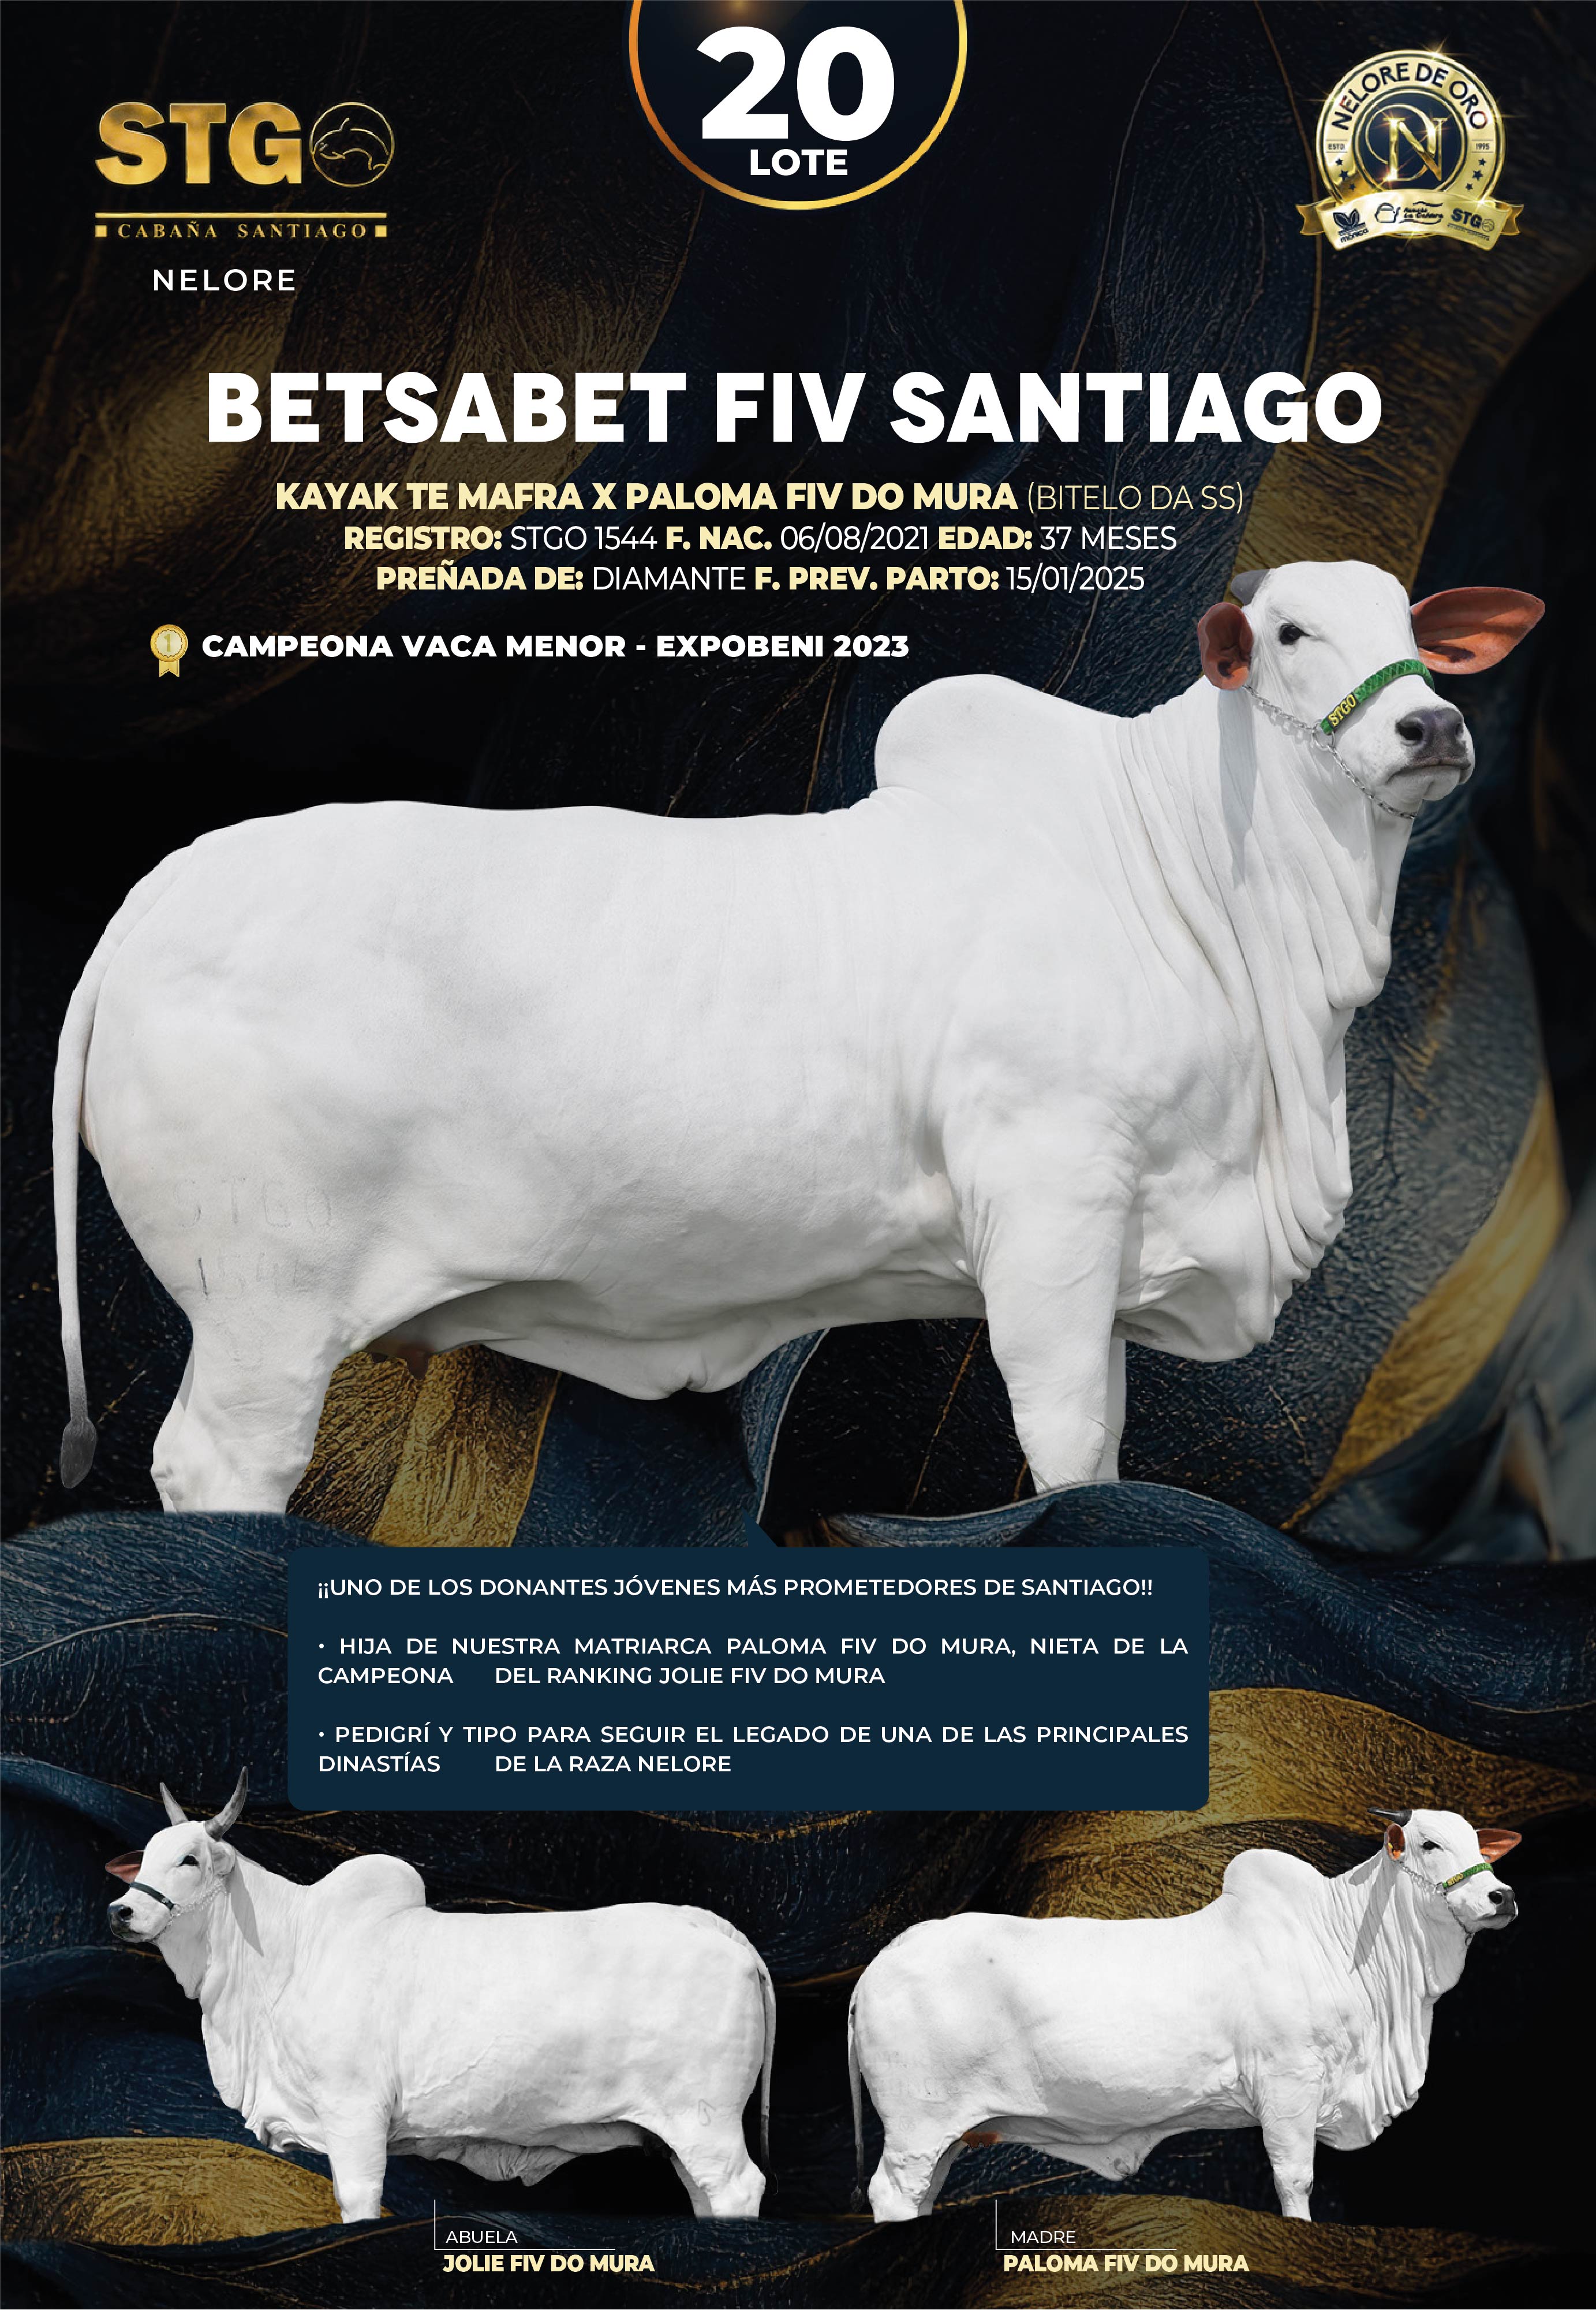 20
LOTE
STGO
CABAÑA SANTIAGO
NELORE
NELORE DE ORO
ESTD 1995
N
STGO
BETSABET FIV SANTIAGO
KAYAK TE MAFRA X PALOMA FIV DO MURA (BITELO DA SS)
REGISTRO: STGO 1544 F. NAC. 06/08/2021 EDAD: 37 MESES
PREÑADA DE: DIAMANTE F. PREV. PARTO: 15/01/2025
1
CAMPEONA VACA MENOR - EXPOBENI 2023
STGO
STGO
¡¡UNO DE LOS DONANTES JÓVENES MÁS PROMETEDORES DE SANTIAGO!!
• HIJA DE NUESTRA MATRIARCA PALOMA FIV DO MURA, NIETA DE LA
CAMPEONA DEL RANKING JOLIE FIV DO MURA
• PEDIGRÍ Y TIPO PARA SEGUIR EL LEGADO DE UNA DE LAS PRINCIPALES
DINASTÍAS DE LA RAZA NELORE
ABUELA
JOLIE FIV DO MURA
MADRE
PALOMA FIV DO MURA